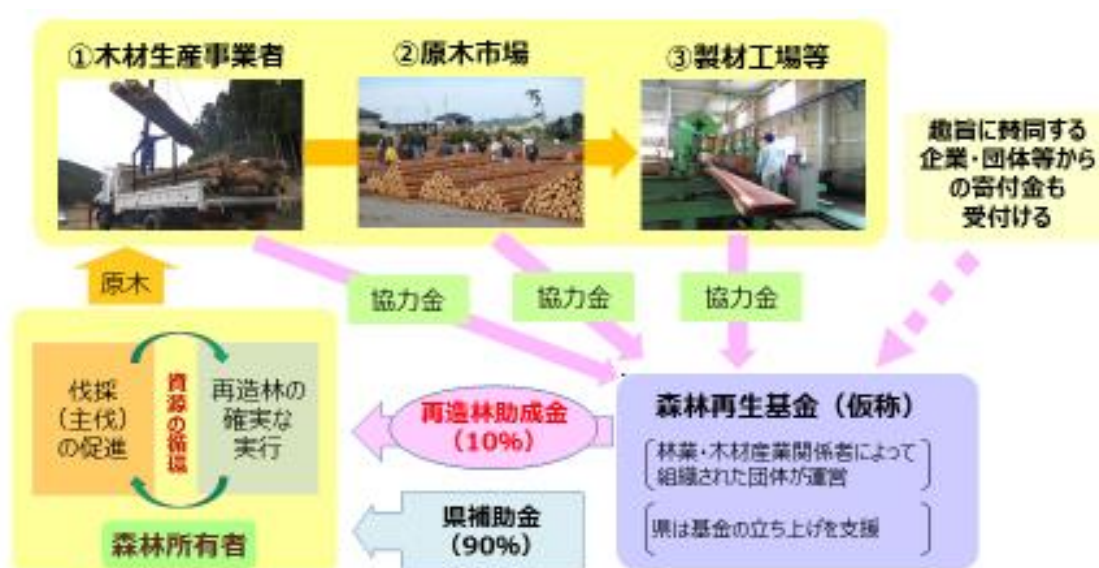 ①木材生産事業者
②原木市場
③製材工場等
趣旨に賛同する
企業・団体等から
の寄付金も
受付ける
原木
協力金
協力金
協力金
伐採
(主伐)
の促進
資源の循環
再造林の
確実な
実行
森林所有者
再造林助成金
(10%)
県補助金
(90%)
森林再生基金(仮称)
林業・木材産業関係者によって
組織された団体が運営
県は基金の立ち上げを支援